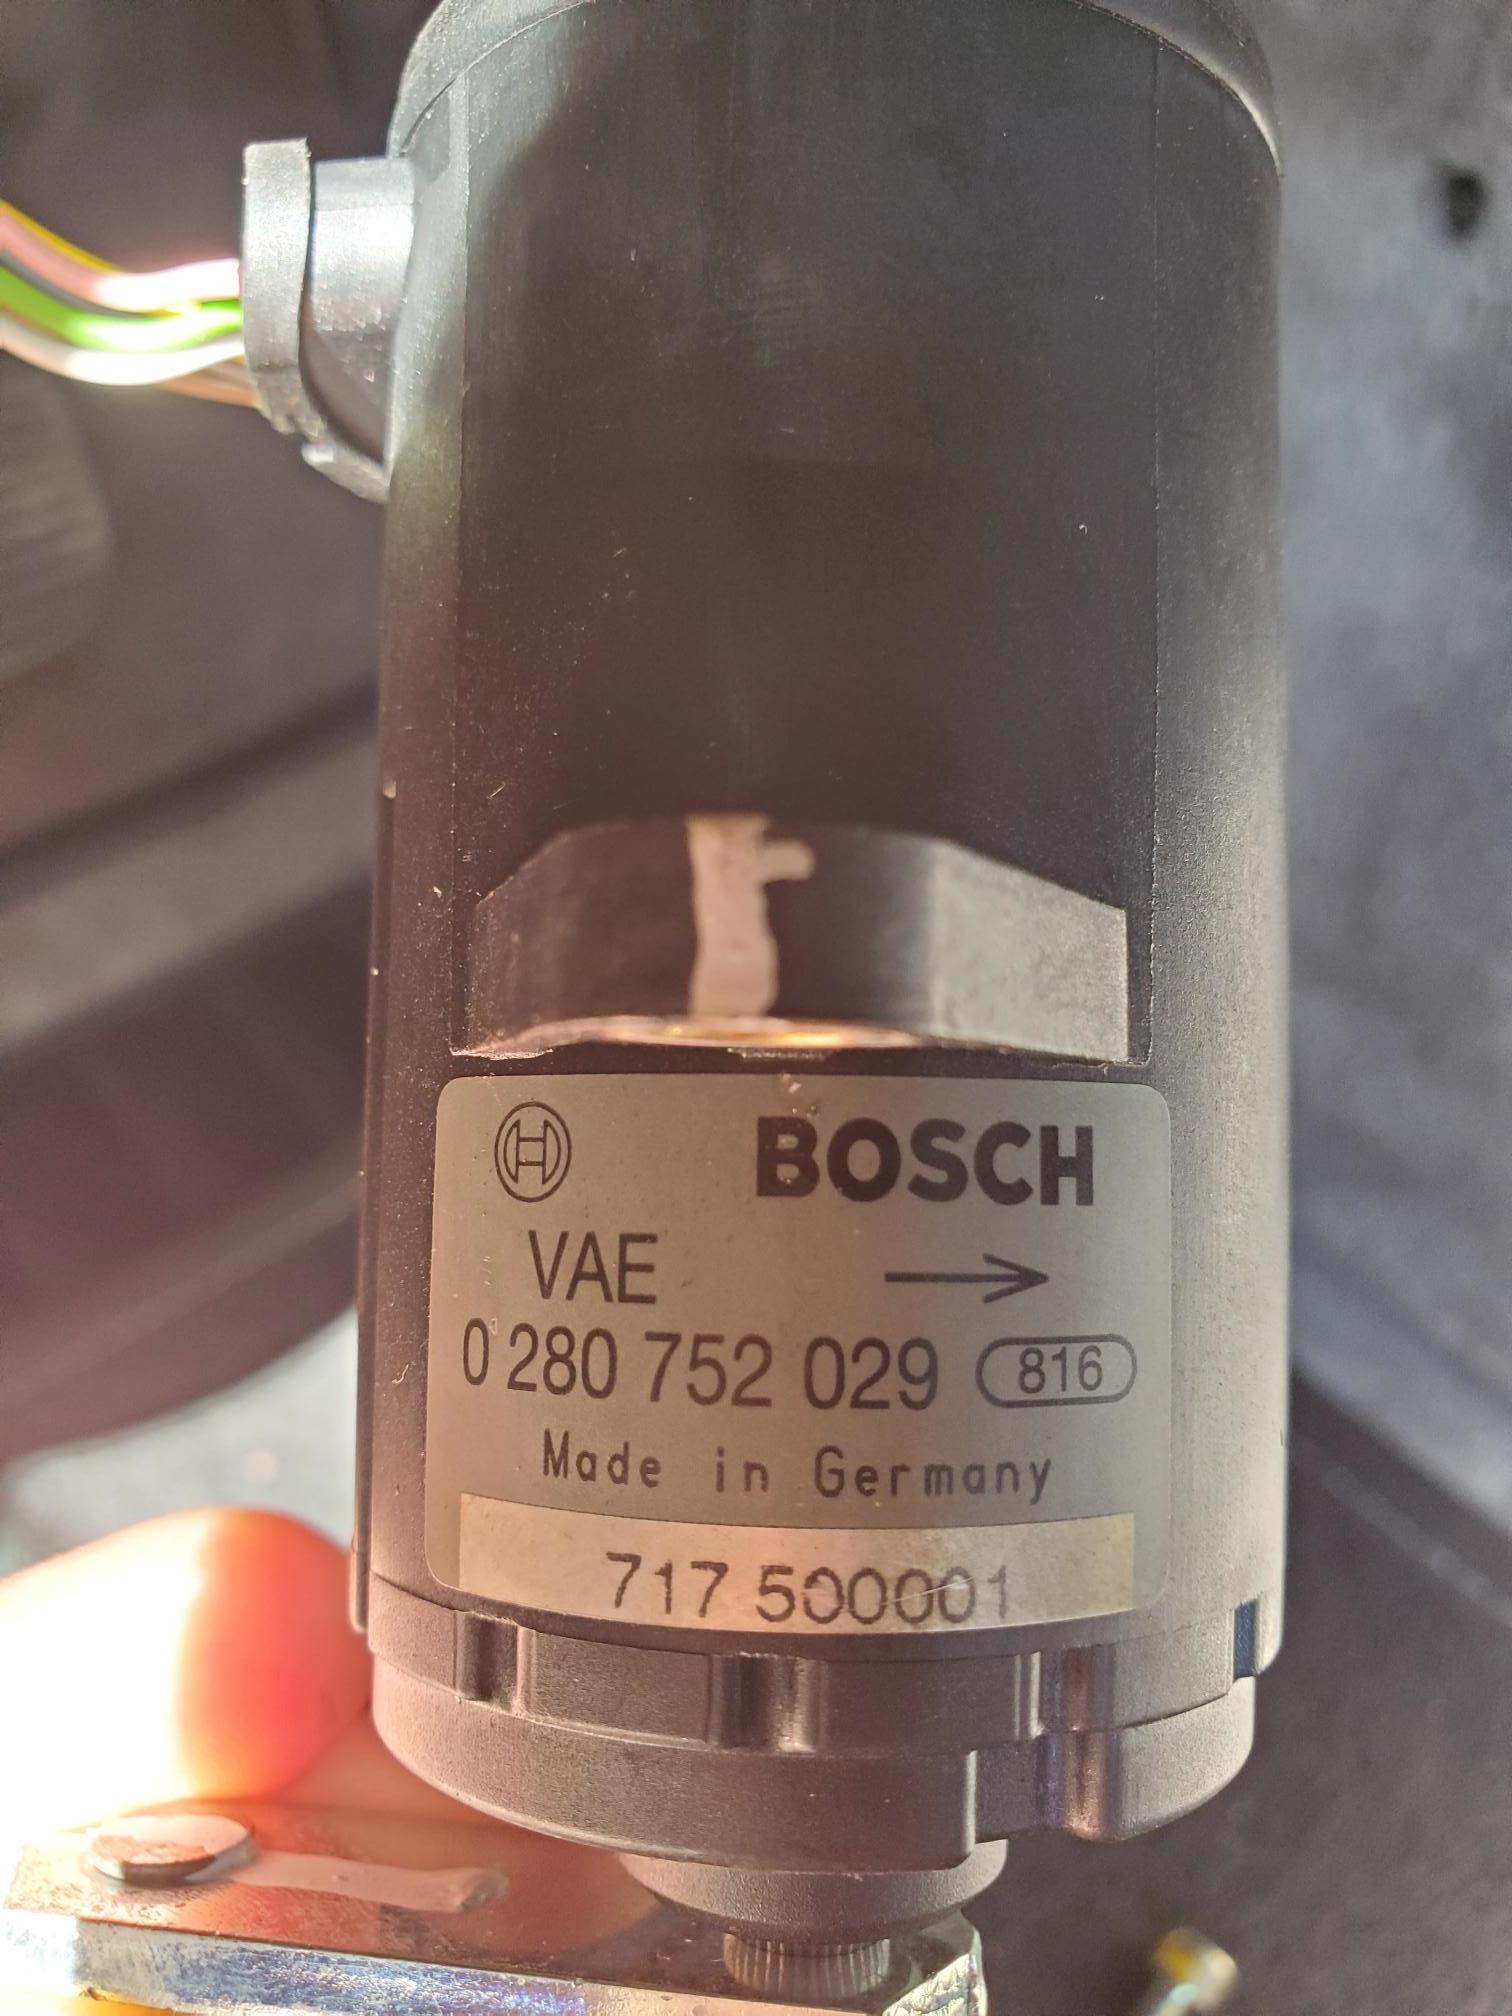 BOSCH
VAE
0 280 752 029 816
Made in Germany
717 500001